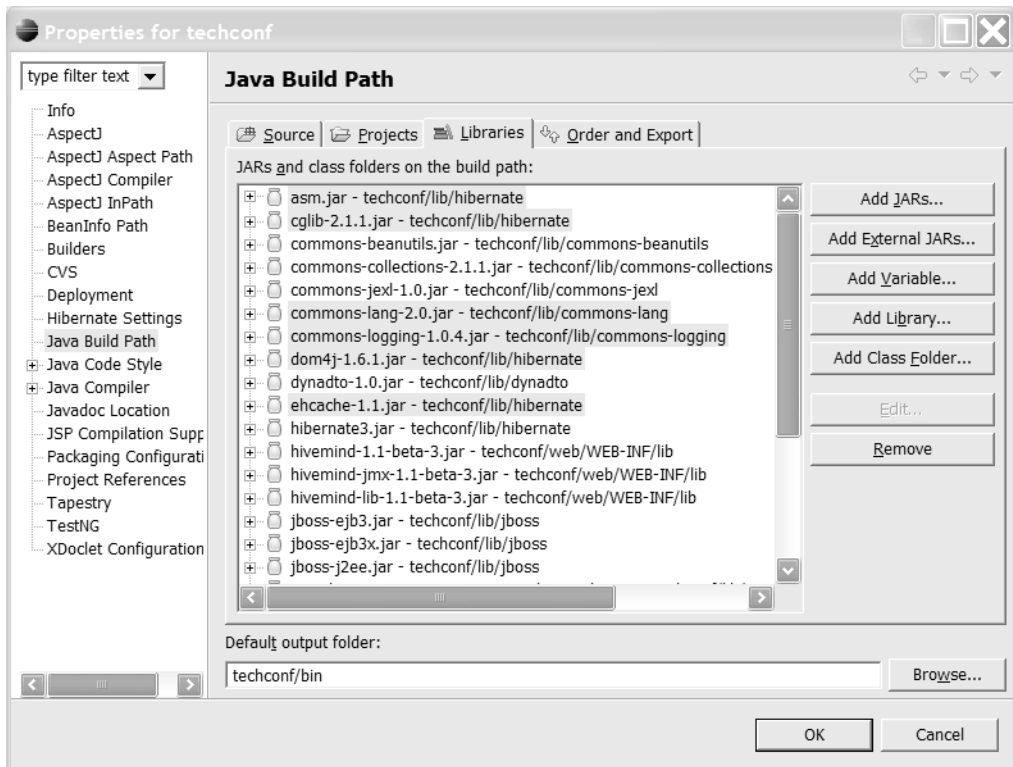 Properties for techconf
type filter text
Info
AspectJ
AspectJ Aspect Path
AspectJ Compiler
AspectJ InPath
BeanInfo Path
Builders
CVS
Deployment
Hibernate Settings
Java Build Path
Java Code Style
Java Compiler
Javadoc Location
JSP Compilation Supp
Packaging Configurati
Project References
Tapestry
TestNG
XDoclet Configuration
Java Build Path
Source
Projects
Libraries
Order and Export
JARs and class folders on the build path:
asm.jar - techconf/lib/hibernate
cglib-2.1.1.jar - techconf/lib/hibernate
commons-beanutils.jar - techconf/lib/commons-beanutils
commons-collections-2.1.1.jar - techconf/lib/commons-collections
commons-jexl-1.0.jar - techconf/lib/commons-jexl
commons-lang-2.0.jar - techconf/lib/commons-lang
commons-logging-1.0.4.jar - techconf/lib/commons-logging
dom4j-1.6.1.jar - techconf/lib/hibernate
dynadto-1.0.jar - techconf/lib/dynadto
ehcache-1.1.jar - techconf/lib/hibernate
hibernate3.jar - techconf/lib/hibernate
hivemind-1.1-beta-3.jar - techconf/web/WEB-INF/lib
hivemind-jmx-1.1-beta-3.jar - techconf/web/WEB-INF/lib
hivemind-lib-1.1-beta-3.jar - techconf/web/WEB-INF/lib
jboss-ejb3.jar - techconf/lib/jboss
jboss-ejb3x.jar - techconf/lib/jboss
jboss-j2ee.jar - techconf/lib/jboss
Add JARs...
Add External JARs...
Add Variable...
Add Library...
Add Class Folder...
Edit...
Remove
Default output folder:
techconf/bin
Browse...
OK
Cancel